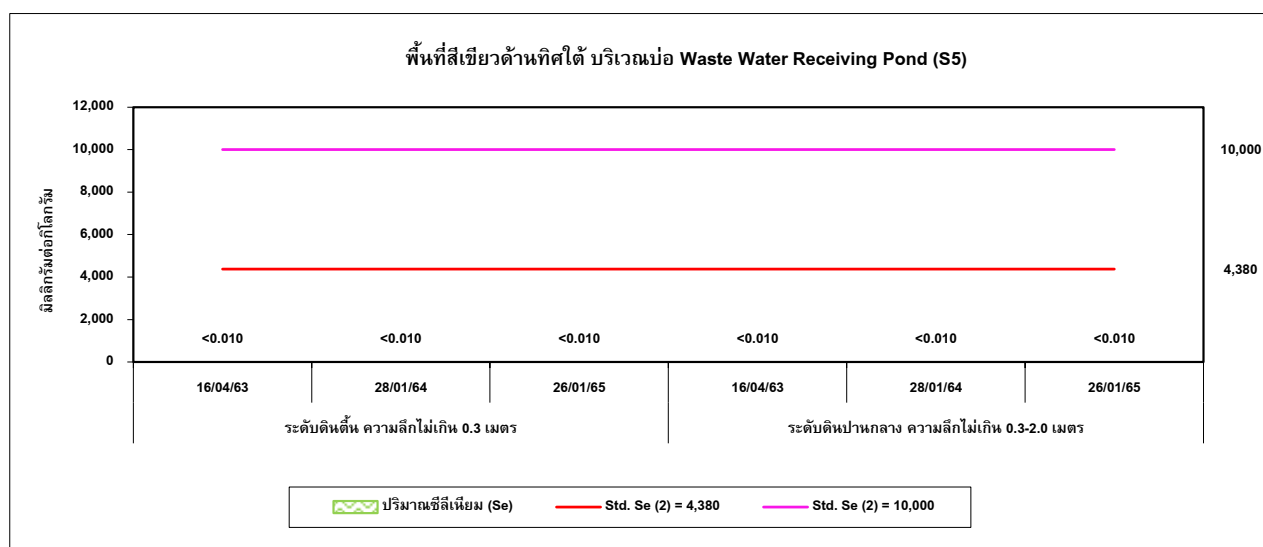 พื้นที่สีเขียวด้านทิศใต้ บริเวณบ่อ Waste Water Receiving Pond (S5)
มิลลิกรัมต่อกิโลกรัม
12,000
10,000
8,000
6,000
4,000
2,000
0
10,000
4,380
<0.010 <0.010 <0.010 <0.010 <0.010 <0.010
16/04/63 28/01/64 26/01/65 16/04/63 28/01/64 26/01/65
ระดับดินตื้น ความลึกไม่เกิน 0.3 เมตร ระดับดินปานกลาง ความลึกไม่เกิน 0.3-2.0 เมตร
ปริมาณซีลีเนียม (Se) Std. Se (2) = 4,380 Std. Se (2) = 10,000